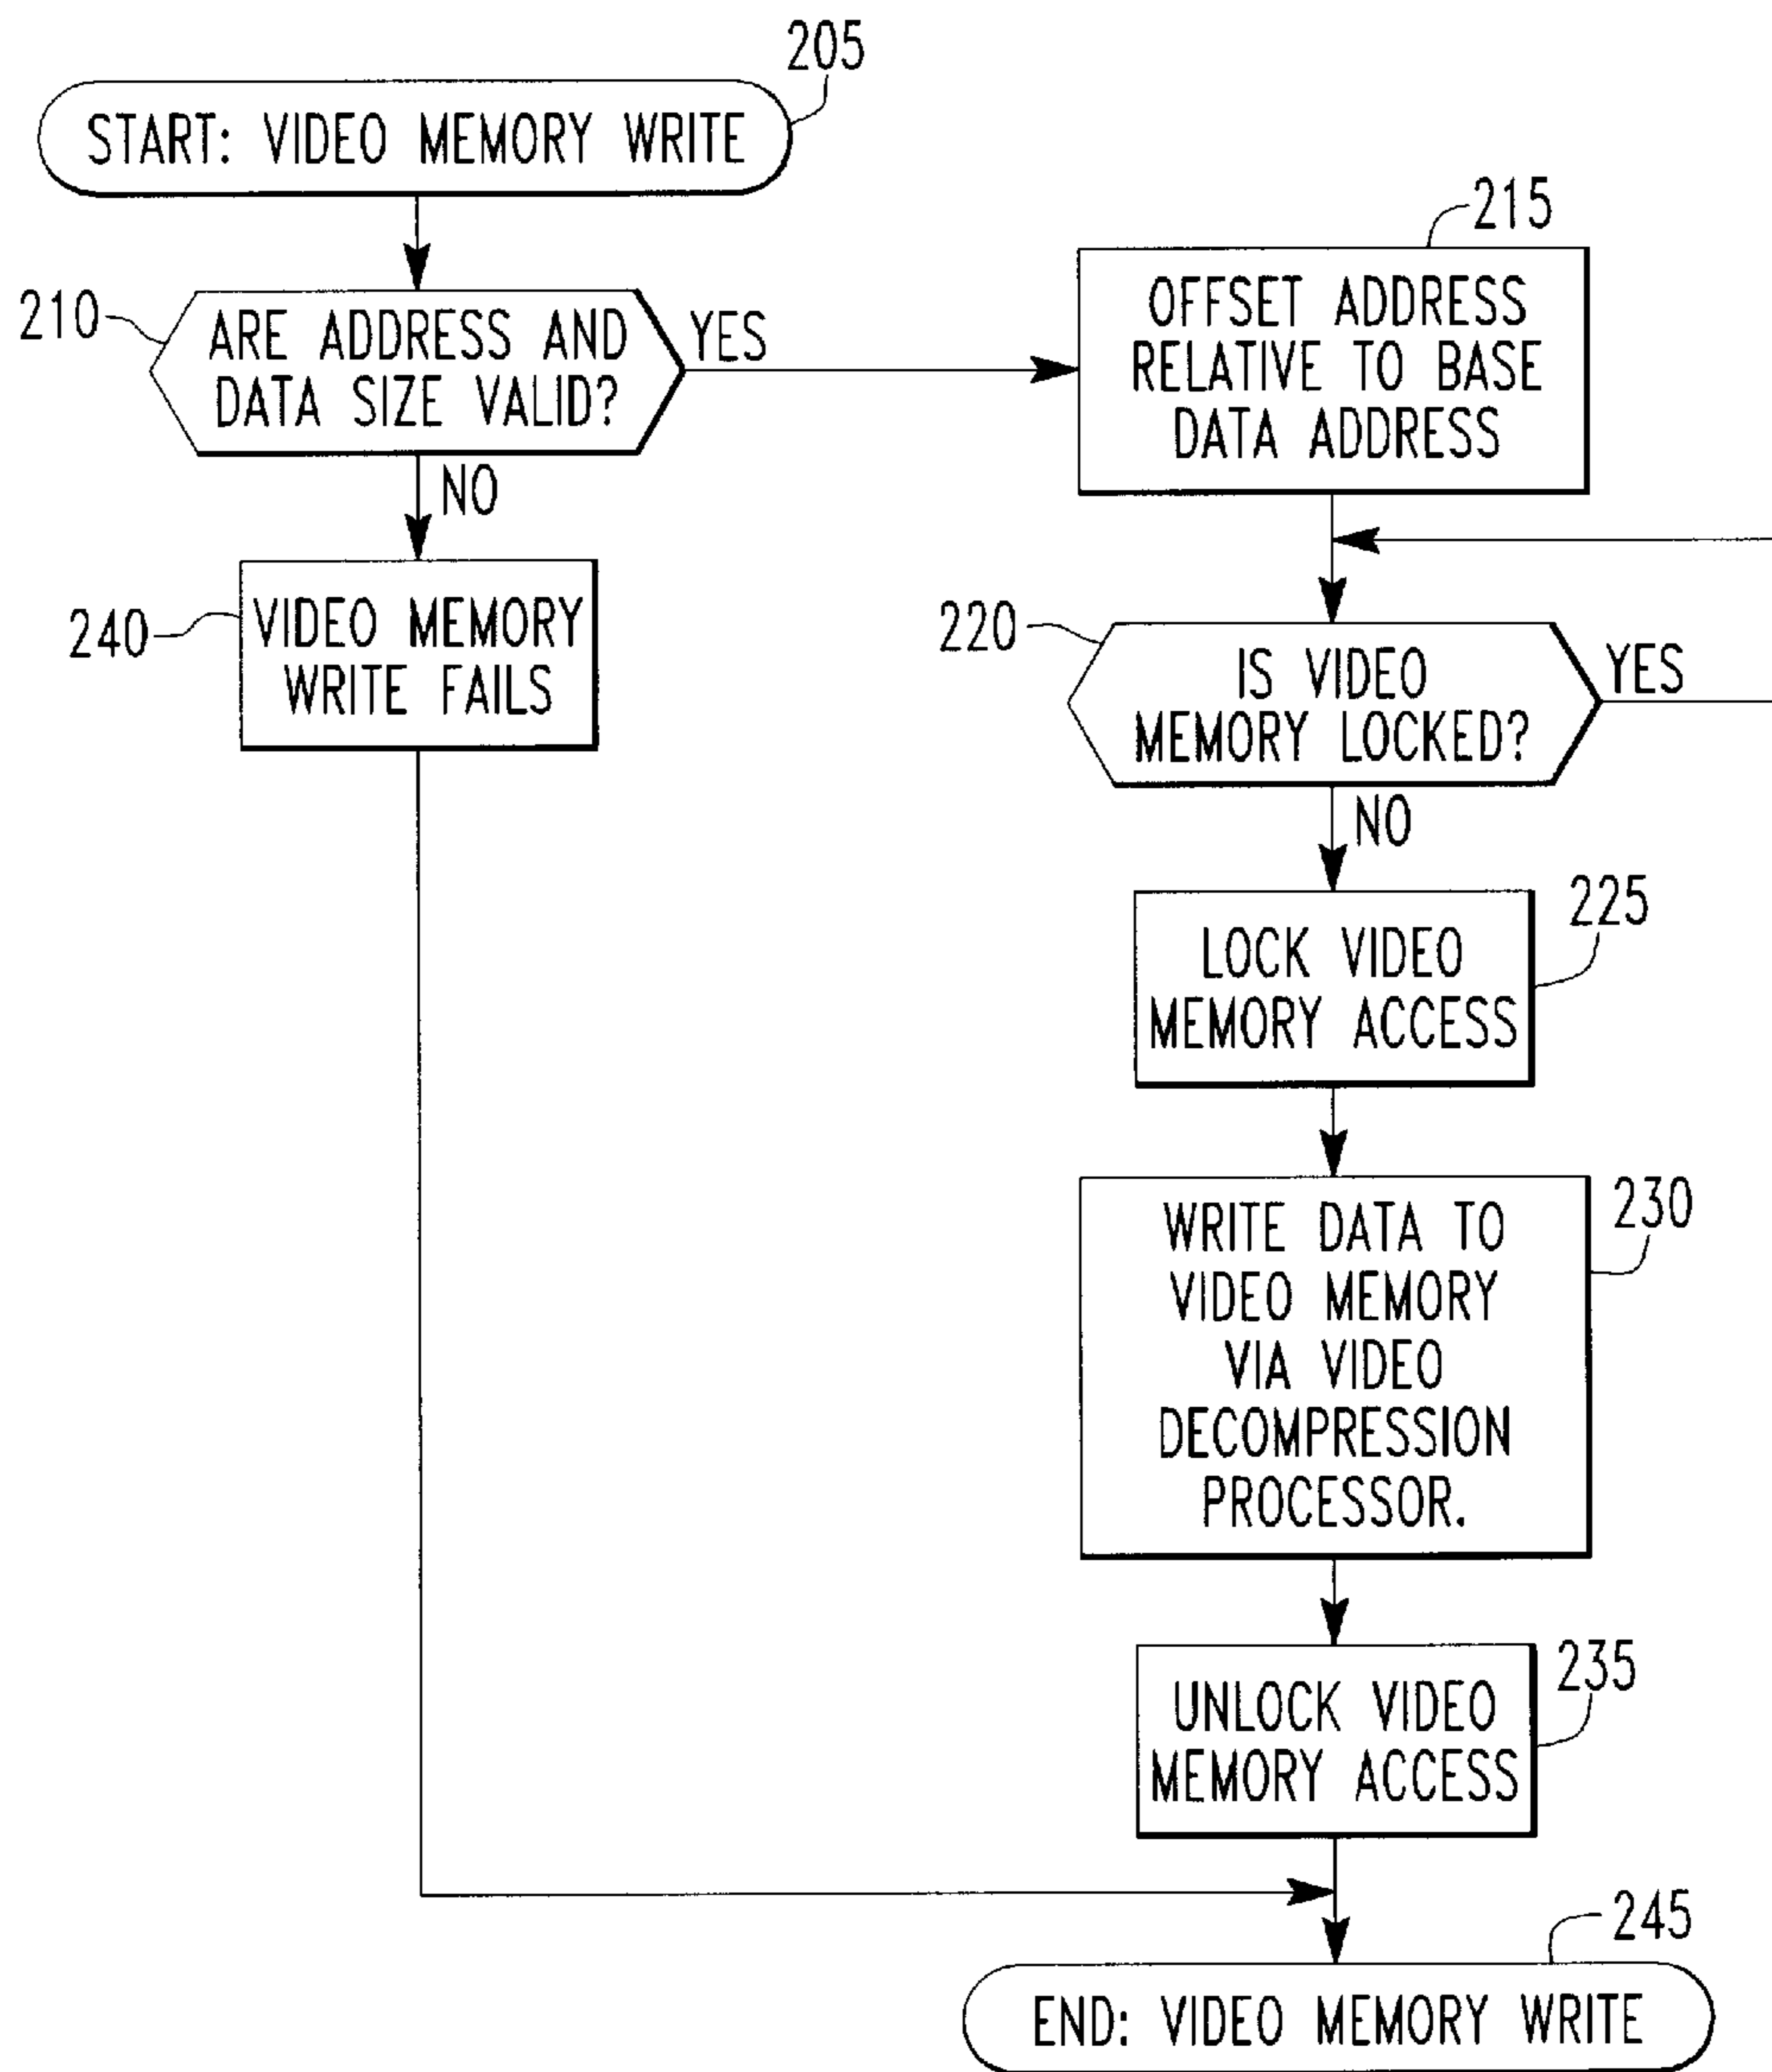 205
START: VIDEO MEMORY WRITE
210
ARE ADDRESS AND
DATA SIZE VALID?
YES
NO
215
OFFSET ADDRESS
RELATIVE TO BASE
DATA ADDRESS
240
VIDEO MEMORY
WRITE FAILS
220
IS VIDEO
MEMORY LOCKED?
YES
NO
225
LOCK VIDEO
MEMORY ACCESS
230
WRITE DATA TO
VIDEO MEMORY
VIA VIDEO
DECOMPRESSION
PROCESSOR.
235
UNLOCK VIDEO
MEMORY ACCESS
245
END: VIDEO MEMORY WRITE